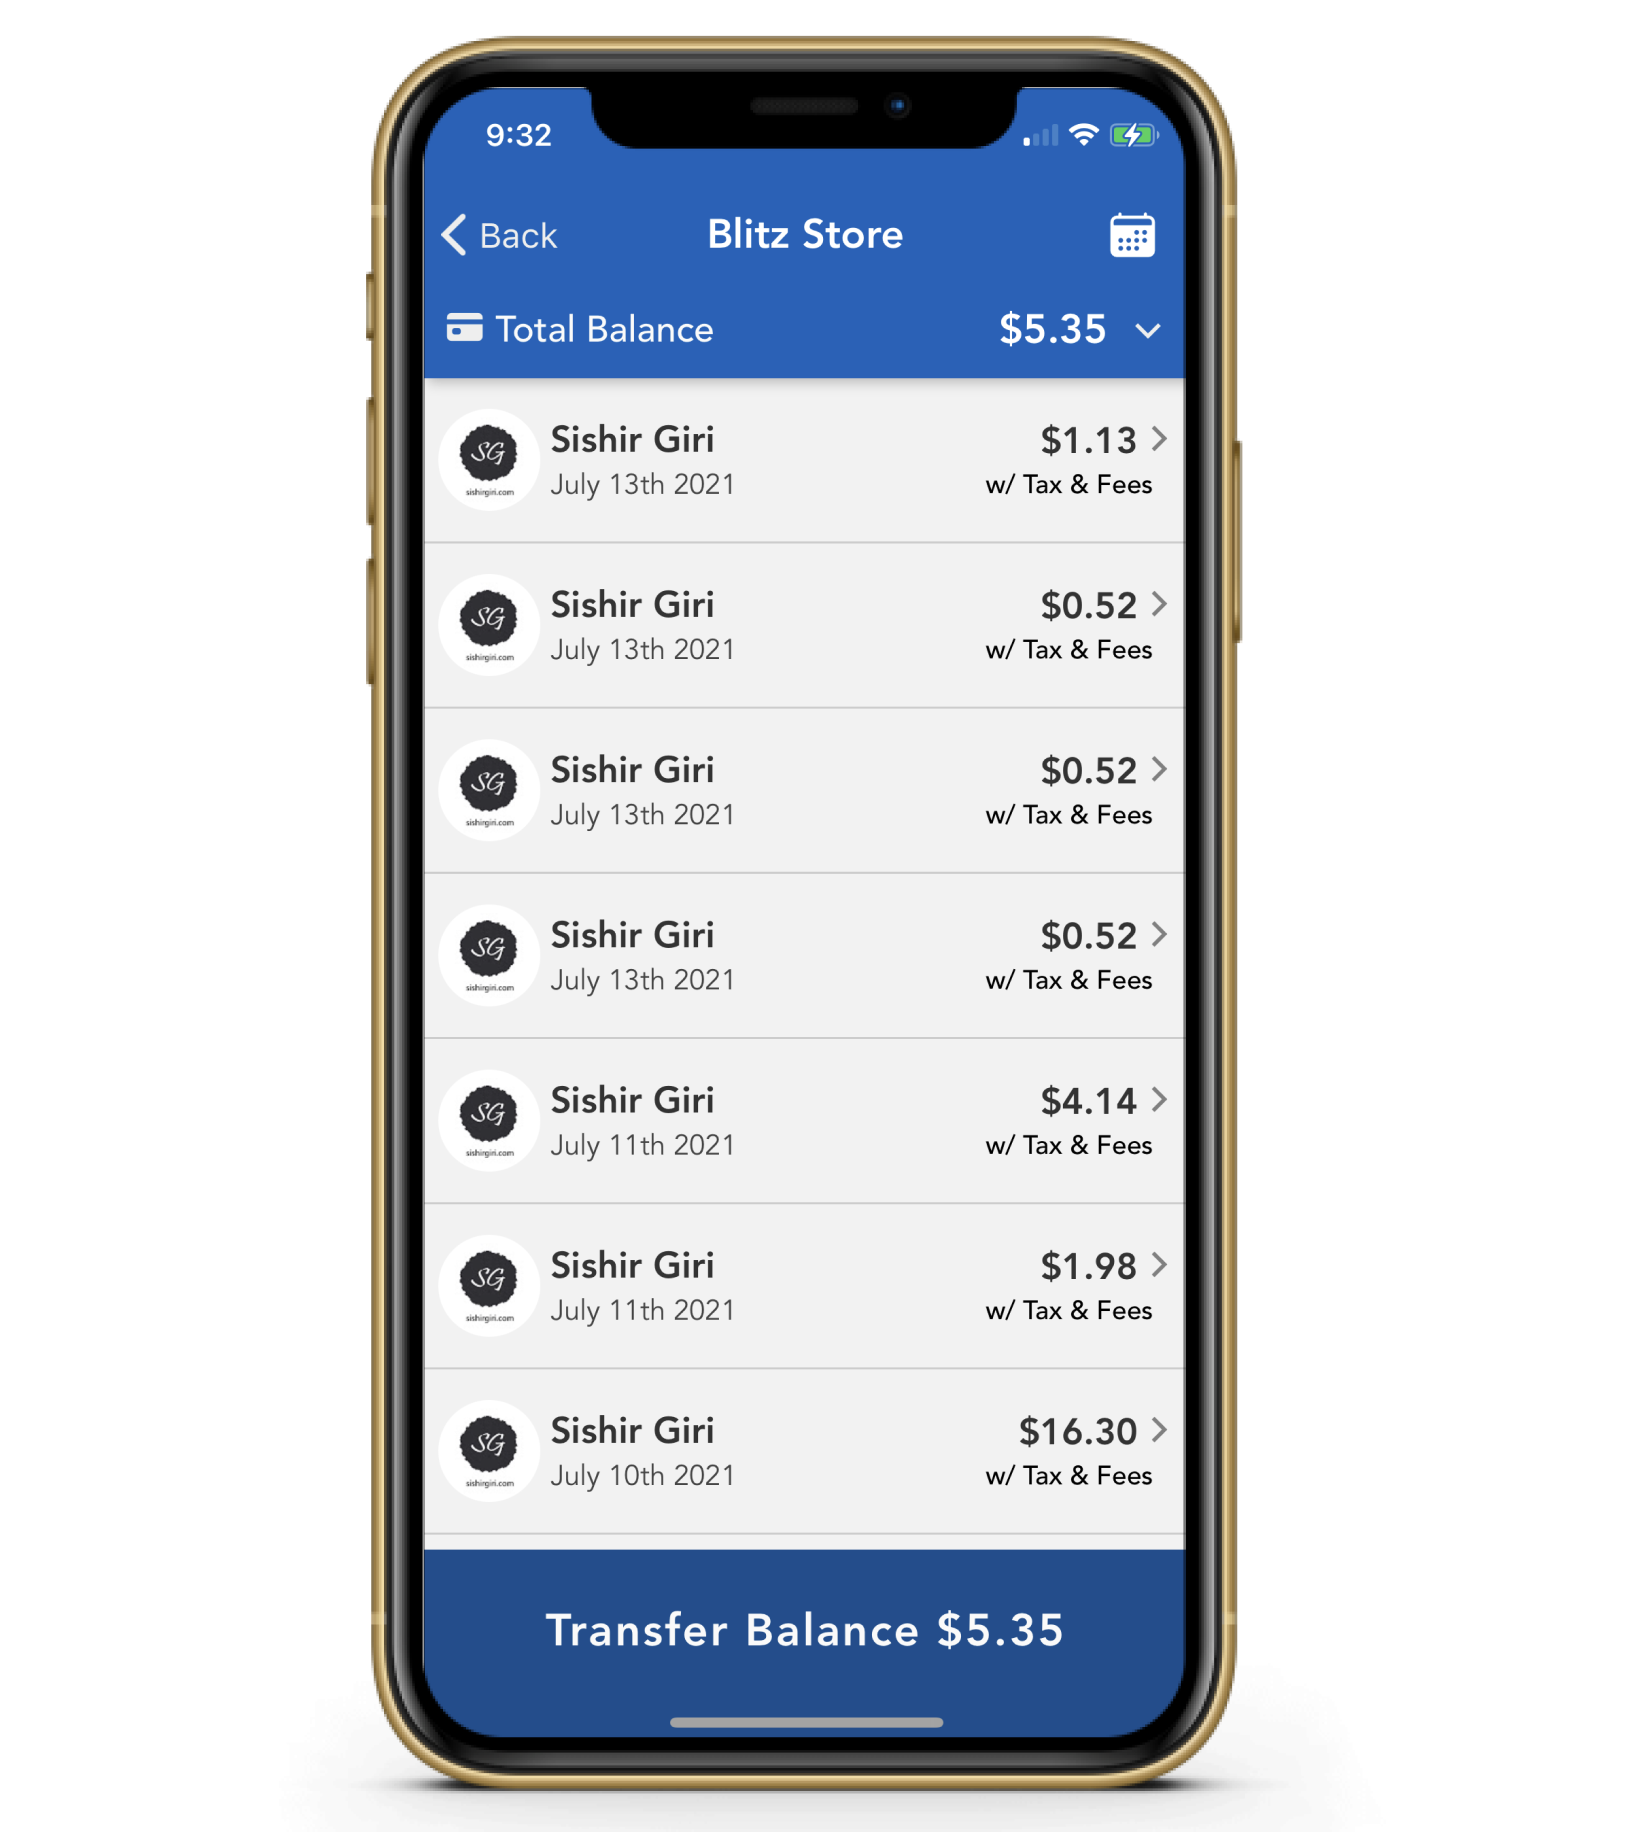 9:32
Back
Blitz Store
Total Balance
$5.35
SG
sishirgiri.com
Sishir Giri
July 13th 2021
$1.13
w/ Tax & Fees
SG
sishirgiri.com
Sishir Giri
July 13th 2021
$0.52
w/ Tax & Fees
SG
sishirgiri.com
Sishir Giri
July 13th 2021
$0.52
w/ Tax & Fees
SG
sishirgiri.com
Sishir Giri
July 13th 2021
$0.52
w/ Tax & Fees
SG
sishirgiri.com
Sishir Giri
July 11th 2021
$4.14
w/ Tax & Fees
SG
sishirgiri.com
Sishir Giri
July 11th 2021
$1.98
w/ Tax & Fees
SG
sishirgiri.com
Sishir Giri
July 10th 2021
$16.30
w/ Tax & Fees
Transfer Balance $5.35